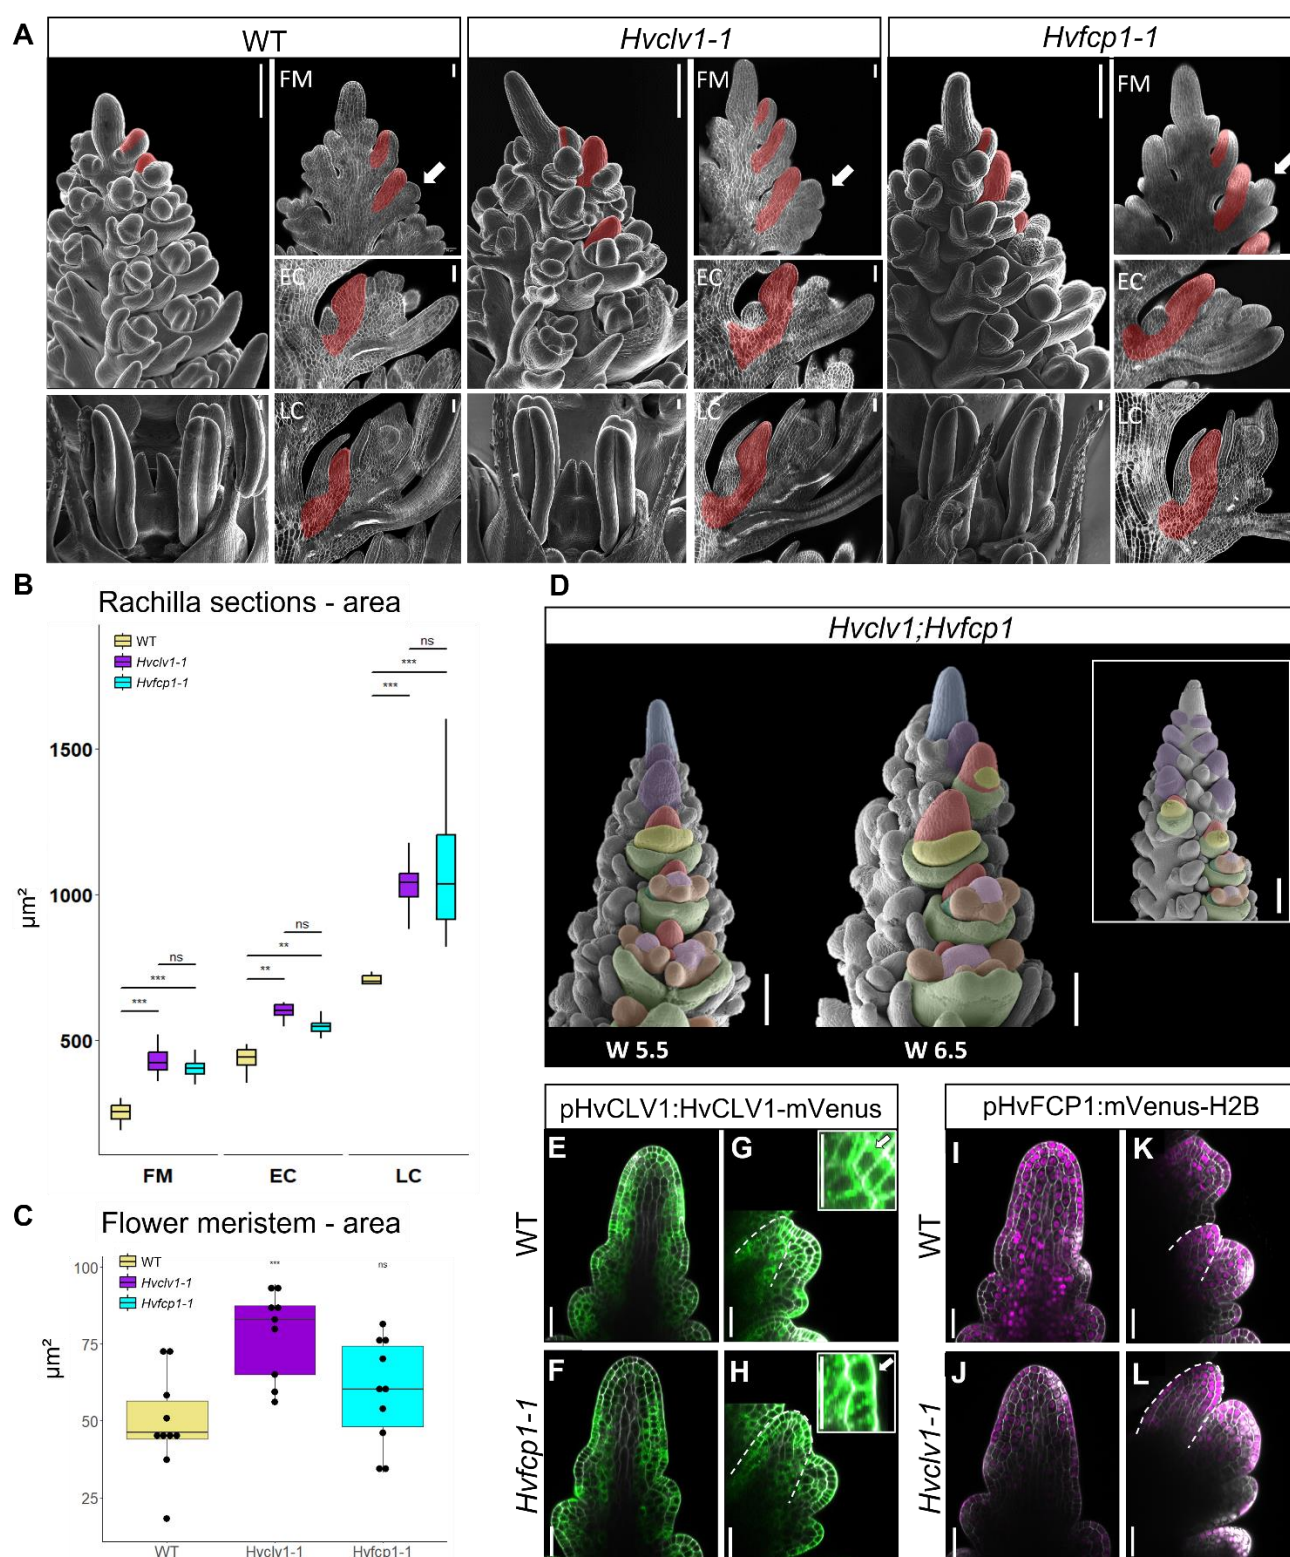 A
WT
Hvclv1-1
Hvfcp1-1
FM
FM
FM
EC
EC
EC
LC
LC
LC
B
Rachilla sections - area
WT
Hvclv1-1
Hvfcp1-1
ns
***
***
ns
***
***
ns
**
**
1500
1000
500
µm²
FM
EC
LC
C
Flower meristem - area
WT
Hvclv1-1
Hvfcp1-1
***
ns
100
75
50
25
µm²
WT
Hvclv1-1
Hvfcp1-1
D
Hvclv1;Hvfcp1
W 5.5
W 6.5
pHvCLV1:HvCLV1-mVenus
pHvFCP1:mVenus-H2B
E
G
I
K
WT
WT
F
H
J
L
Hvfcp1-1
Hvclv1-1